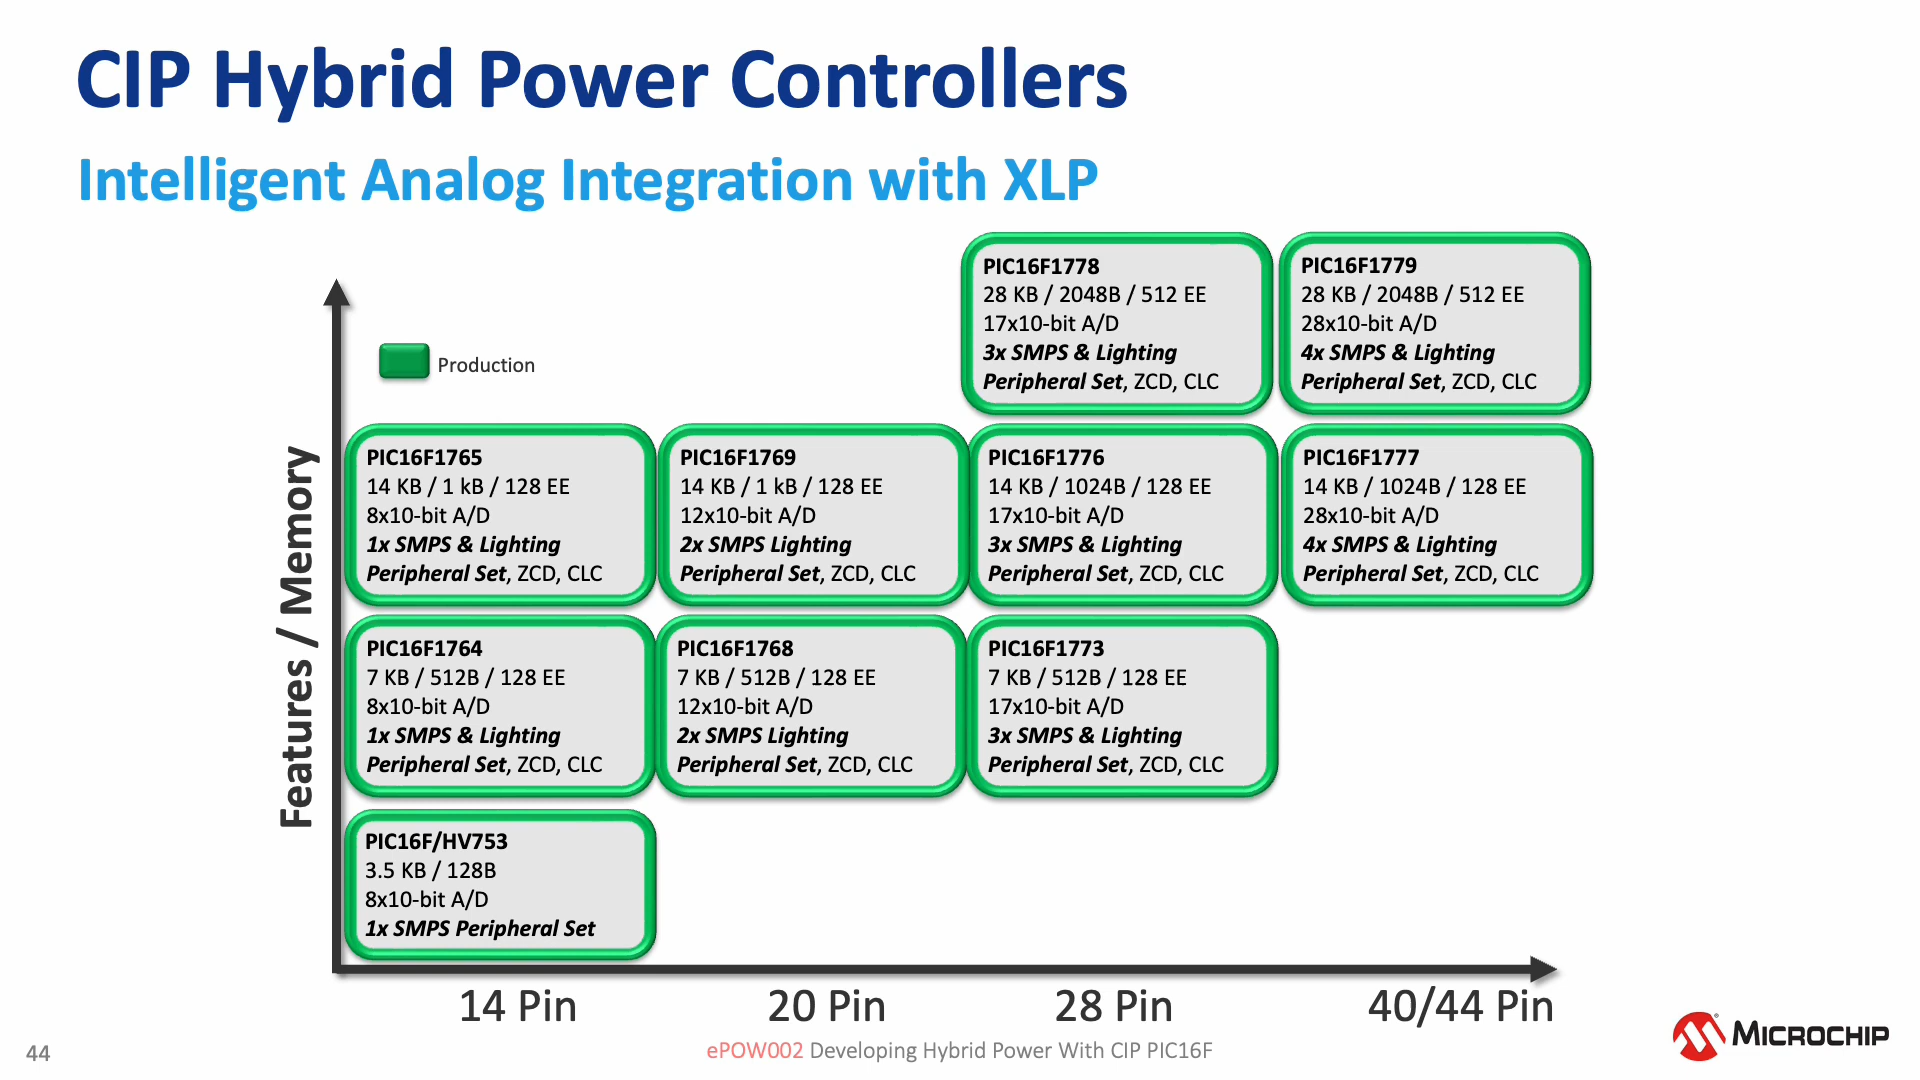 CIP Hybrid Power Controllers
Intelligent Analog Integration with XLP
PIC16F1778
28 KB / 2048B / 512 EE
17x10-bit A/D
3x SMPS & Lighting
Peripheral Set, ZCD, CLC
PIC16F1779
28 KB / 2048B / 512 EE
28x10-bit A/D
4x SMPS & Lighting
Peripheral Set, ZCD, CLC
Production
Features / Memory
PIC16F1765
14 KB / 1 kB / 128 EE
8x10-bit A/D
1x SMPS & Lighting
Peripheral Set, ZCD, CLC
PIC16F1769
14 KB / 1 kB / 128 EE
12x10-bit A/D
2x SMPS Lighting
Peripheral Set, ZCD, CLC
PIC16F1776
14 KB / 1024B / 128 EE
17x10-bit A/D
3x SMPS & Lighting
Peripheral Set, ZCD, CLC
PIC16F1777
14 KB / 1024B / 128 EE
28x10-bit A/D
4x SMPS & Lighting
Peripheral Set, ZCD, CLC
PIC16F1764
7 KB / 512B / 128 EE
8x10-bit A/D
1x SMPS & Lighting
Peripheral Set, ZCD, CLC
PIC16F1768
7 KB / 512B / 128 EE
12x10-bit A/D
2x SMPS Lighting
Peripheral Set, ZCD, CLC
PIC16F1773
7 KB / 512B / 128 EE
17x10-bit A/D
3x SMPS & Lighting
Peripheral Set, ZCD, CLC
PIC16F/HV753
3.5 KB / 128B
8x10-bit A/D
1x SMPS Peripheral Set
14 Pin
20 Pin
28 Pin
40/44 Pin
44
ePOW002 Developing Hybrid Power With CIP PIC16F
MICROCHIP